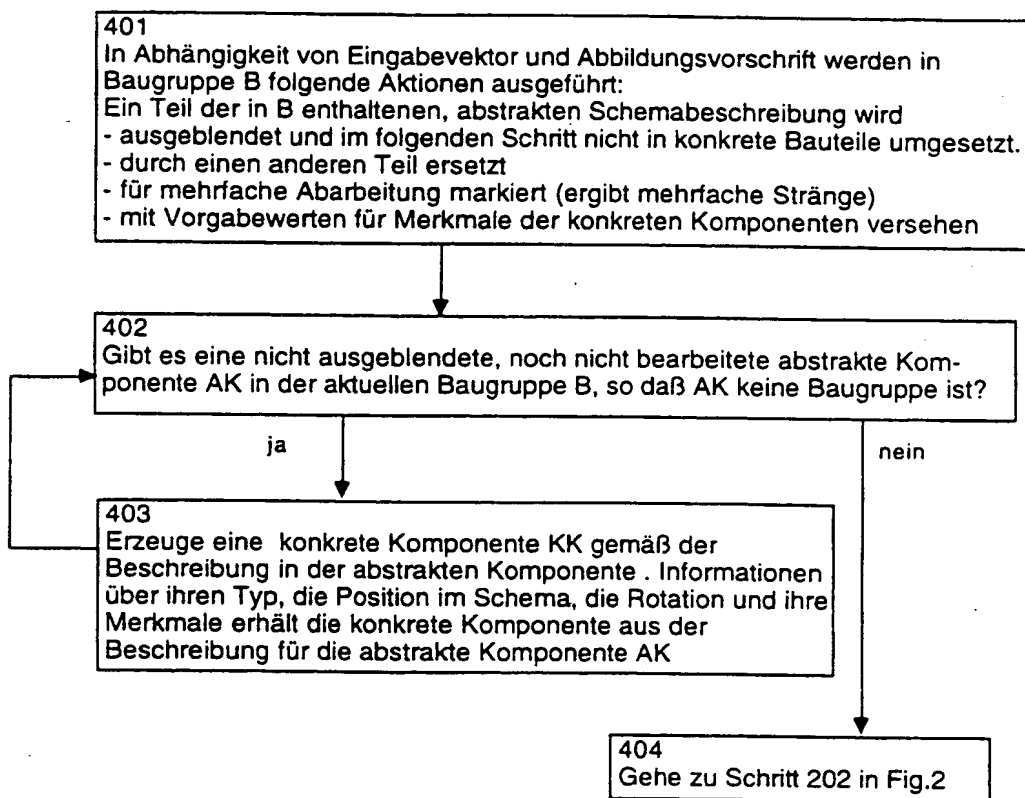 401
In Abhängigkeit von Eingabevektor und Abbildungsvorschrift werden in
Baugruppe B folgende Aktionen ausgeführt:
Ein Teil der in B enthaltenen, abstrakten Schemabeschreibung wird
- ausgeblendet und im folgenden Schritt nicht in konkrete Bauteile umgesetzt.
- durch einen anderen Teil ersetzt
- für mehrfache Abarbeitung markiert (ergibt mehrfache Stränge)
- mit Vorgabewerten für Merkmale der konkreten Komponenten versehen
402
Gibt es eine nicht ausgeblendete, noch nicht bearbeitete abstrakte Kom-
ponente AK in der aktuellen Baugruppe B, so daß AK keine Baugruppe ist?
ja
nein
403
Erzeuge eine konkrete Komponente KK gemäß der
Beschreibung in der abstrakten Komponente . Informationen
über ihren Typ, die Position im Schema, die Rotation und ihre
Merkmale erhält die konkrete Komponente aus der
Beschreibung für die abstrakte Komponente AK
404
Gehe zu Schritt 202 in Fig.2